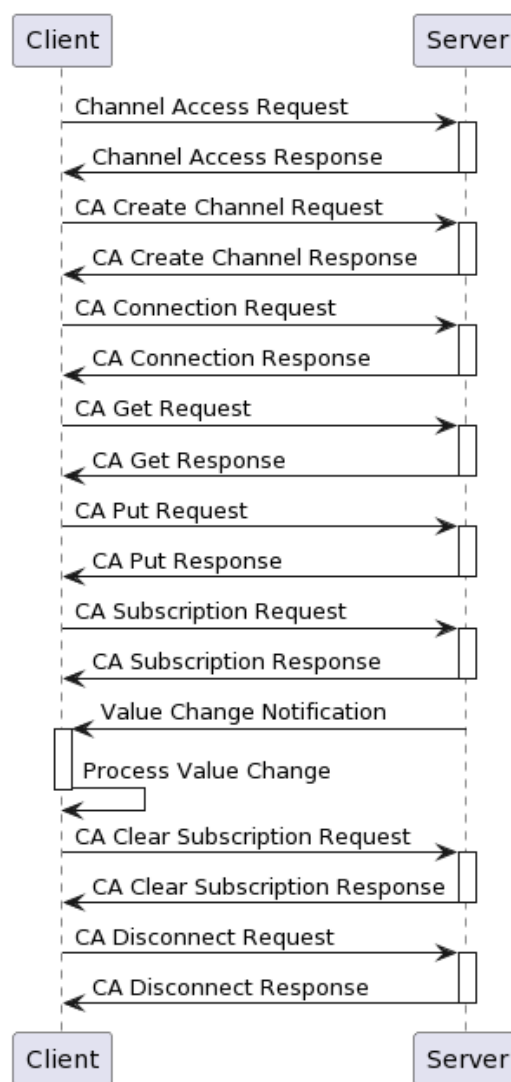 Client
Server
Channel Access Request
Channel Access Response
CA Create Channel Request
CA Create Channel Response
CA Connection Request
CA Connection Response
CA Get Request
CA Get Response
CA Put Request
CA Put Response
CA Subscription Request
CA Subscription Response
Value Change Notification
Process Value Change
CA Clear Subscription Request
CA Clear Subscription Response
CA Disconnect Request
CA Disconnect Response
Client
Server